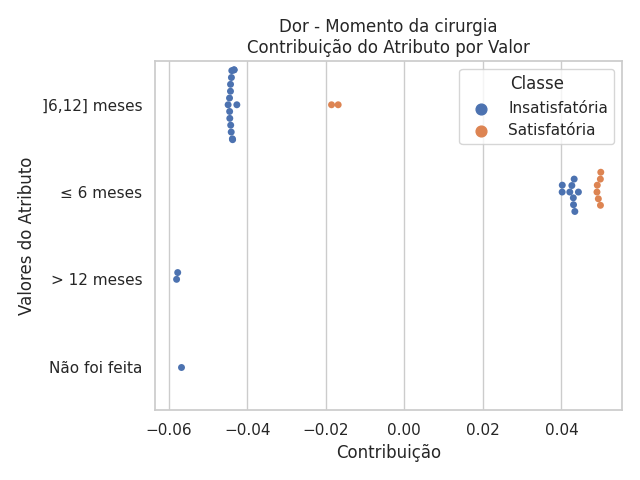 Dor - Momento da cirurgia
Contribuição do Atributo por Valor
Classe
Insatisfatória
Satisfatória
Valores do Atributo
]6,12] meses
≤ 6 meses
> 12 meses
Não foi feita
−0.06
−0.04
−0.02
0.00
0.02
0.04
Contribuição